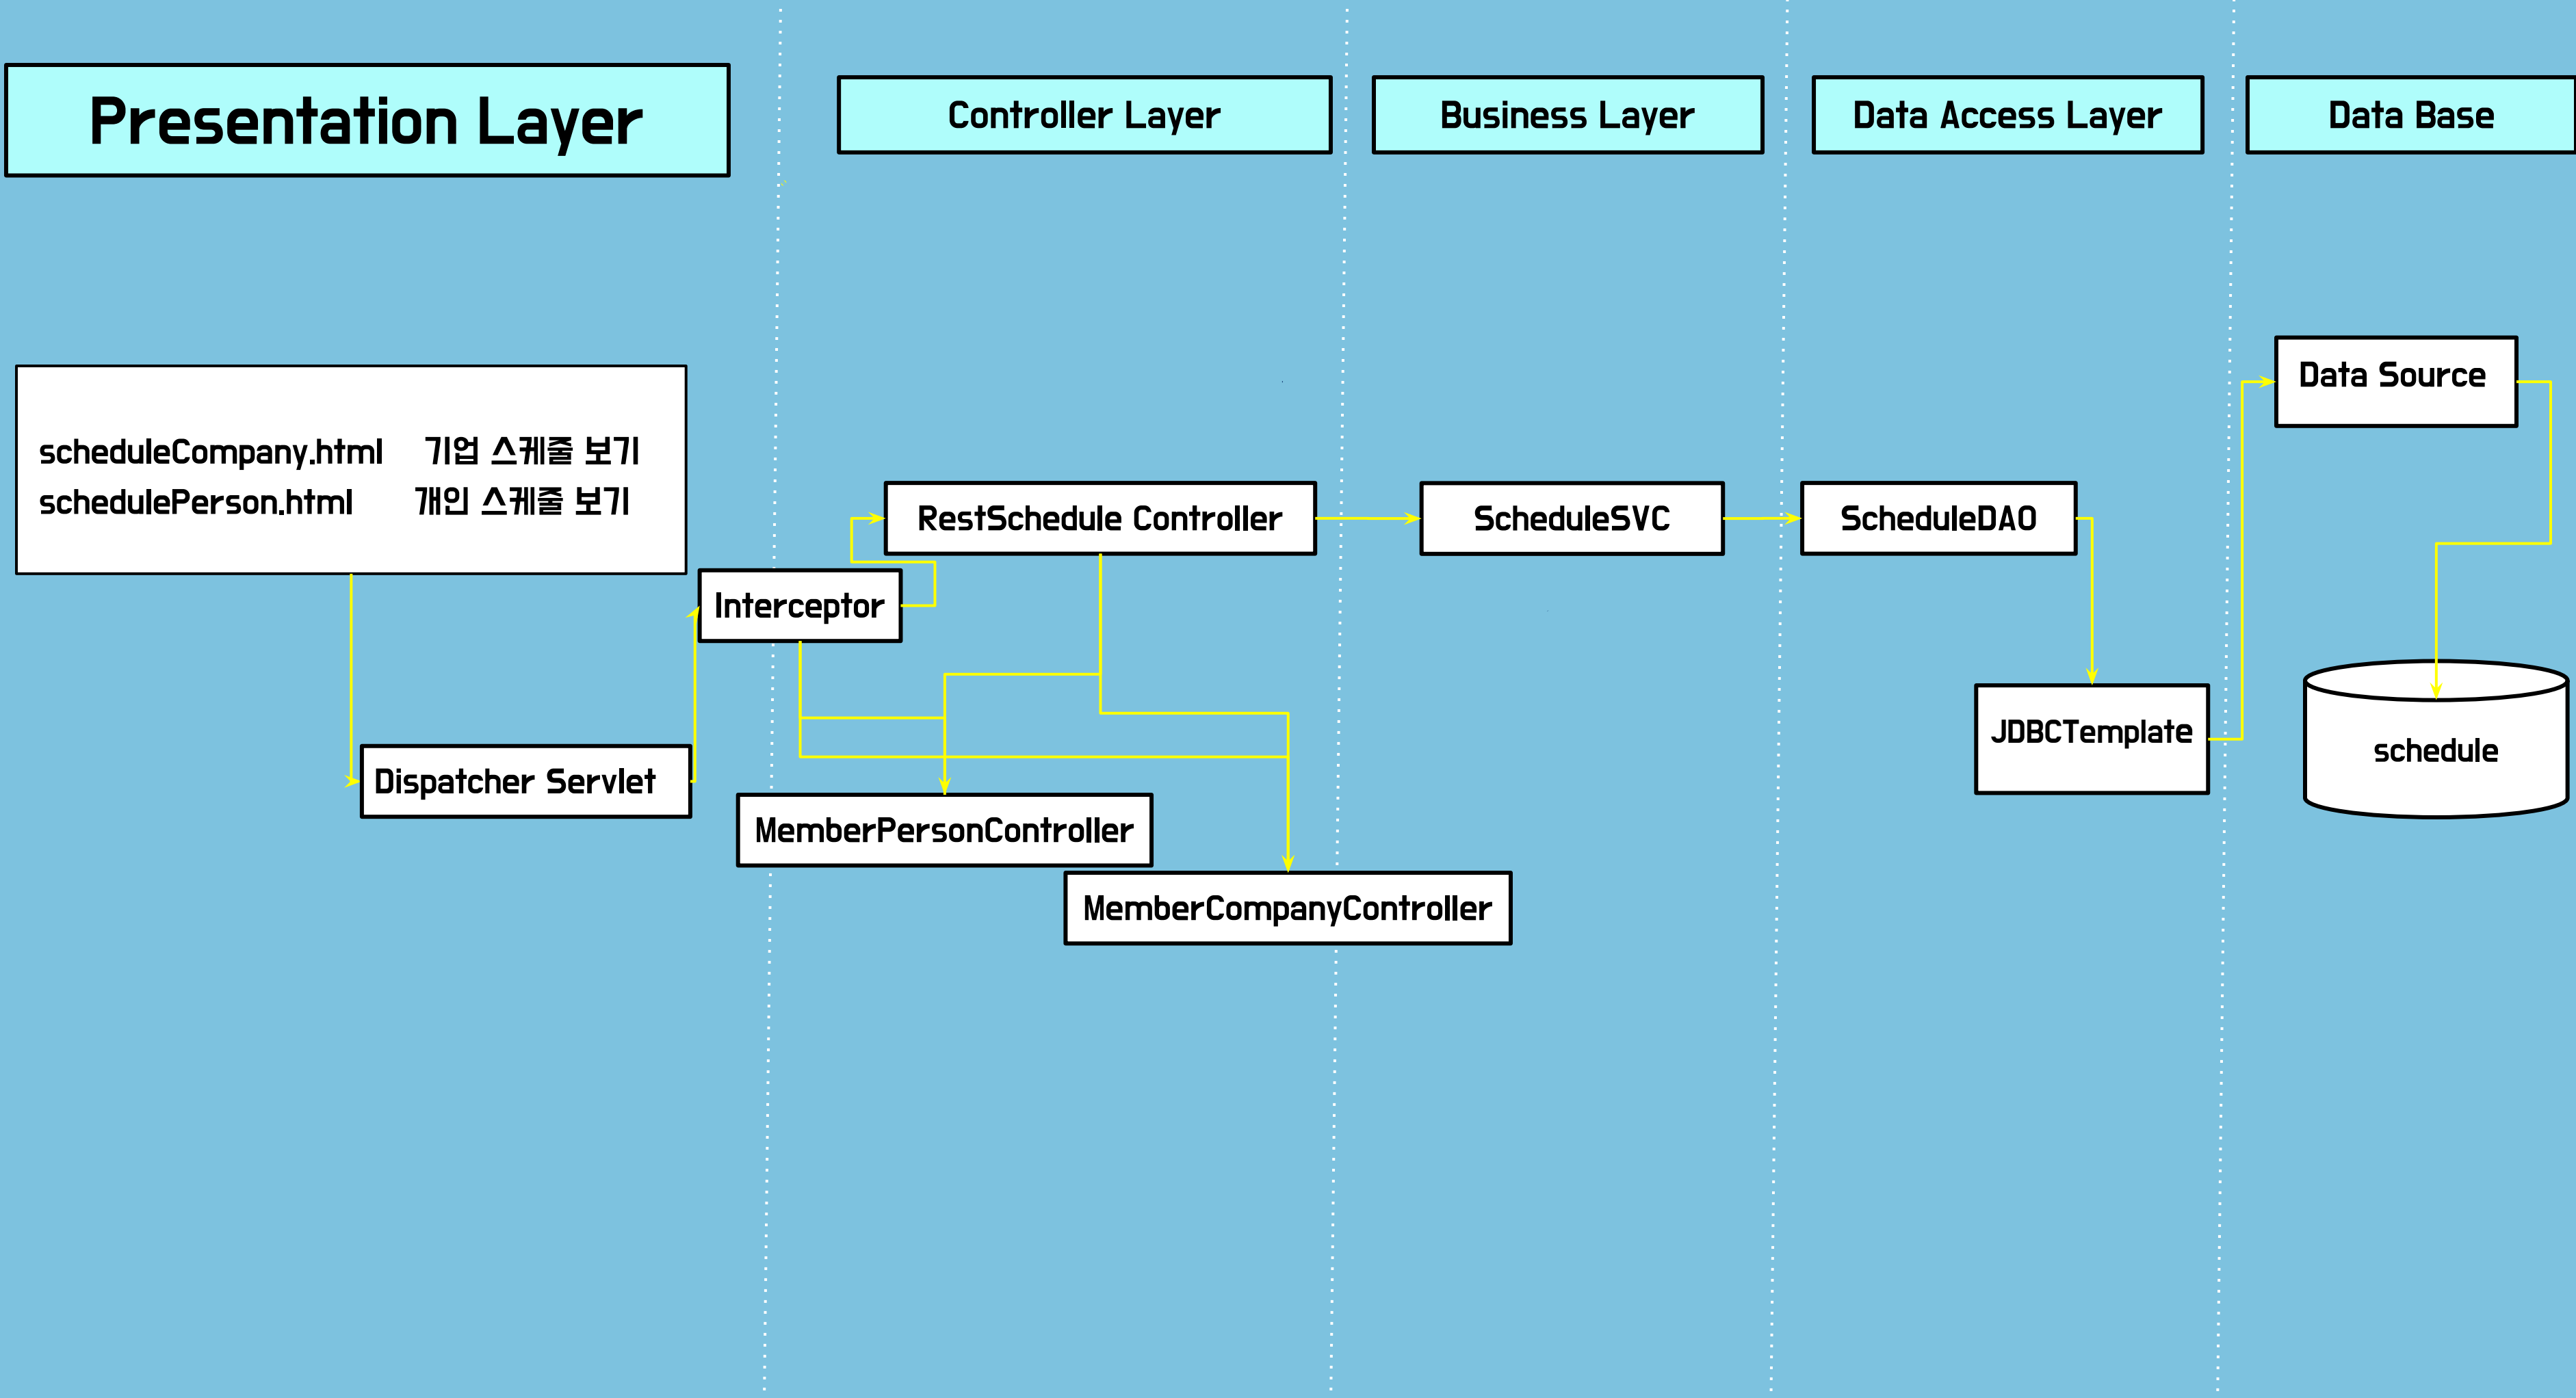 Presentation Layer
Controller Layer
Business Layer
Data Access Layer
Data Base
scheduleCompany.html 기업 스케줄 보기
schedulePerson.html 개인 스케줄 보기
Data Source
RestSchedule Controller
ScheduleSVC
ScheduleDAO
Interceptor
JDBCTemplate
schedule
Dispatcher Servlet
MemberPersonController
MemberCompanyController